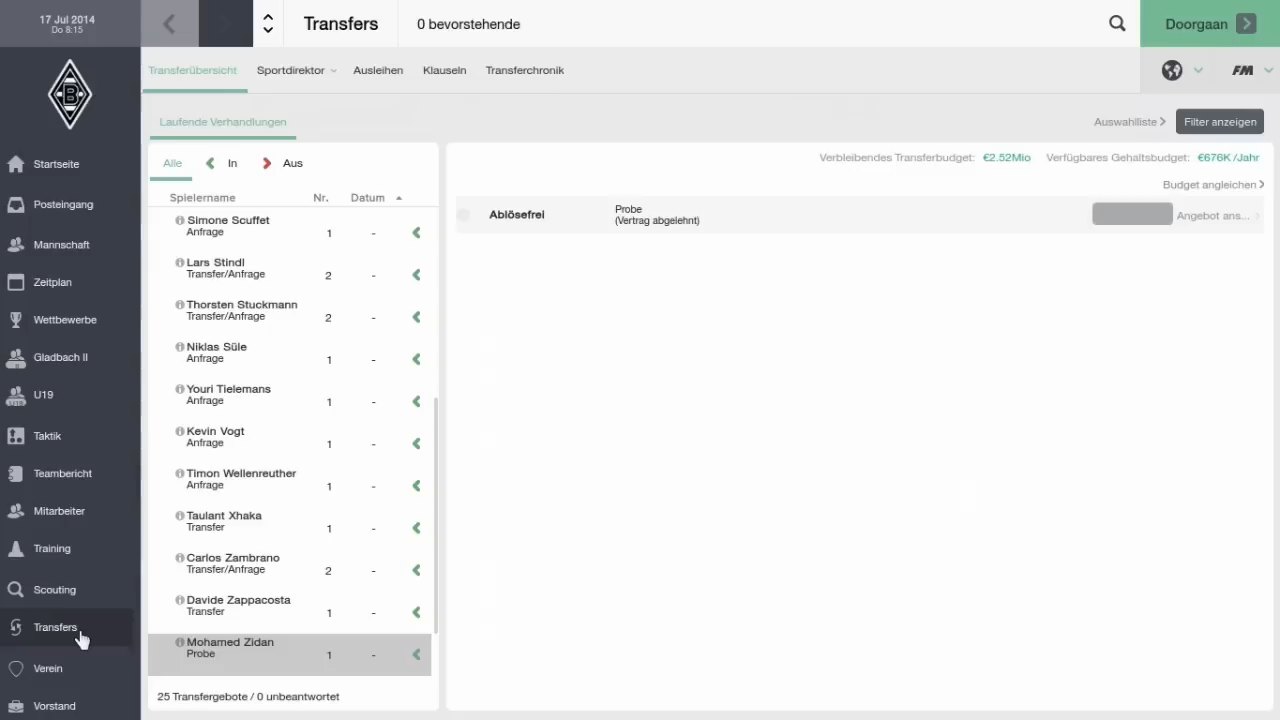 17 Jul 2014
Do 8:15
Transfers
0 bevorstehende
Doorgaan
Transferübersicht
Sportdirektor
Ausleihen
Klauseln
Transferchronik
FM
B
Laufende Verhandlungen
Auswahlliste
Filter anzeigen
Startseite
Posteingang
Mannschaft
Zeitplan
Wettbewerbe
Gladbach II
U19
Taktik
Teambericht
Mitarbeiter
Training
Scouting
Transfers
Verein
Vorstand
Alle
In
Aus
Spielername Nr. Datum
Simone Scuffet
Anfrage 1 -
Lars Stindl
Transfer/Anfrage 2 -
Thorsten Stuckmann
Transfer/Anfrage 2 -
Niklas Süle
Anfrage 1 -
Youri Tielemans
Anfrage 1 -
Kevin Vogt
Anfrage 1 -
Timon Wellenreuther
Anfrage 1 -
Taulant Xhaka
Transfer 1 -
Carlos Zambrano
Transfer/Anfrage 2 -
Davide Zappacosta
Transfer 1 -
Mohamed Zidan
Probe 1 -
25 Transfergebote / 0 unbeantwortet
Verbleibendes Transferbudget: €2.52Mio Verfügbares Gehaltsbudget: €676K /Jahr
Budget angleichen
Ablösefrei
Probe
(Vertrag abgelehnt)
Angebot ans...